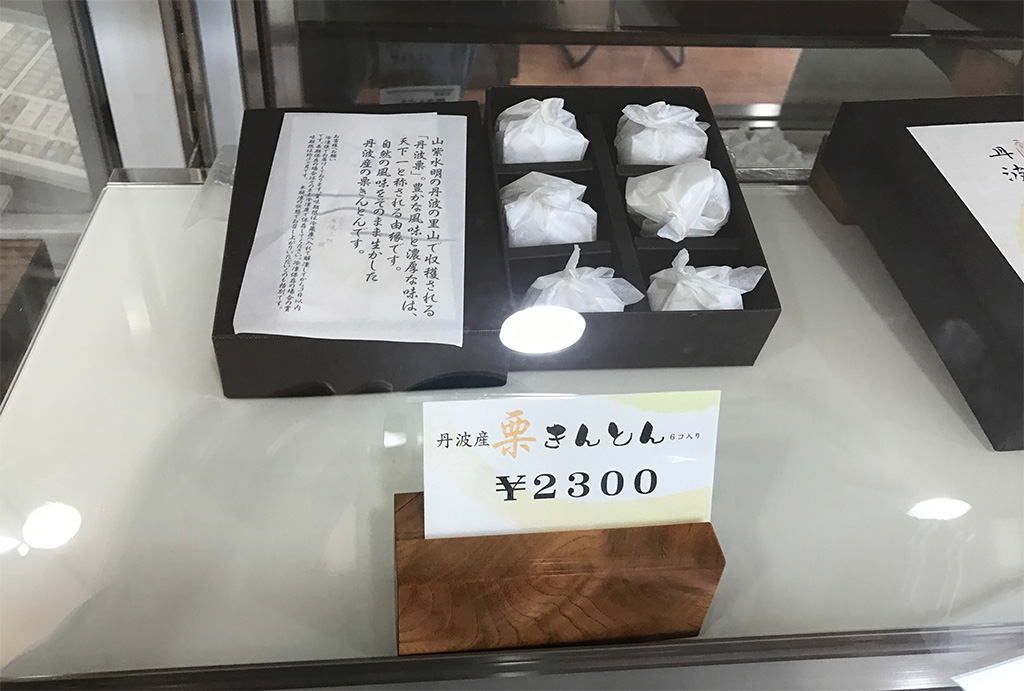 山紫水明の丹波の里山で収穫される
「丹波栗」。豊かな風味と濃厚な味は、
天下一と称される由縁です。
自然の風味をそのまま生かした
丹波産の栗きんとんです。
丹波産栗きんとん 6コ入り
¥2300
丹波